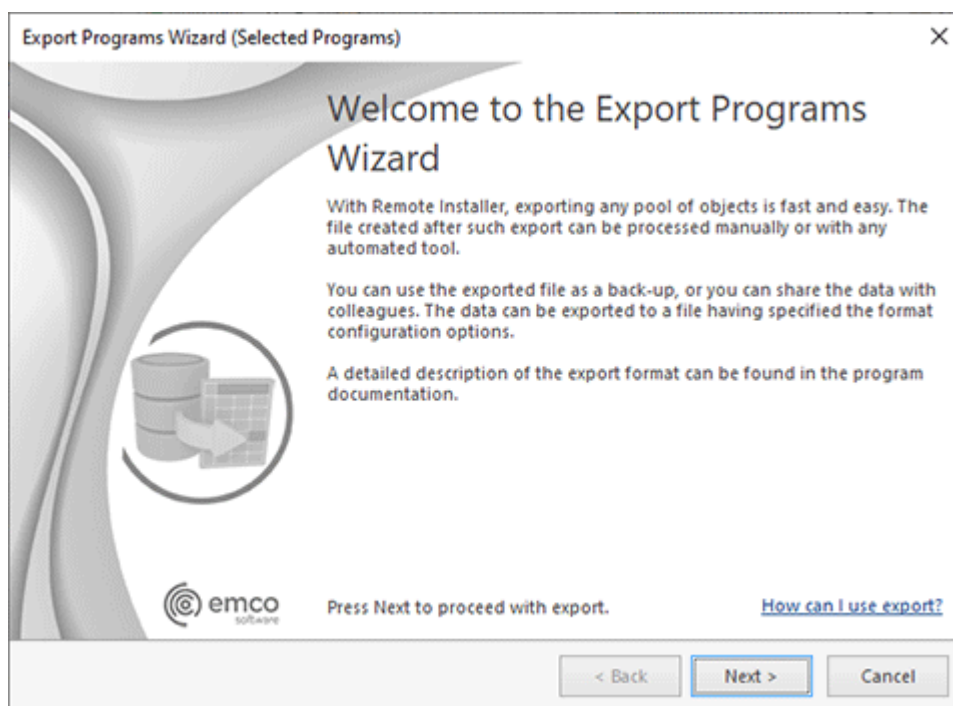 Export Programs Wizard (Selected Programs)
Welcome to the Export Programs
Wizard
With Remote Installer, exporting any pool of objects is fast and easy. The
file created after such export can be processed manually or with any
automated tool.
You can use the exported file as a back-up, or you can share the data with
colleagues. The data can be exported to a file having specified the format
configuration options.
A detailed description of the export format can be found in the program
documentation.
emco
software
Press Next to proceed with export.
How can I use export?
< Back
Next >
Cancel